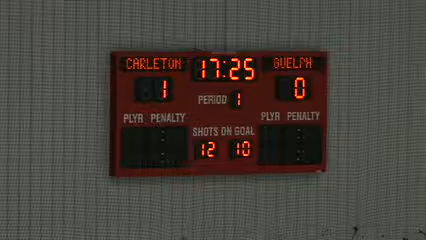 CARLETON 17:25 GUELPH
1 PERIOD 1 0
PLYR PENALTY PLYR PENALTY
SHOTS ON GOAL
12 10